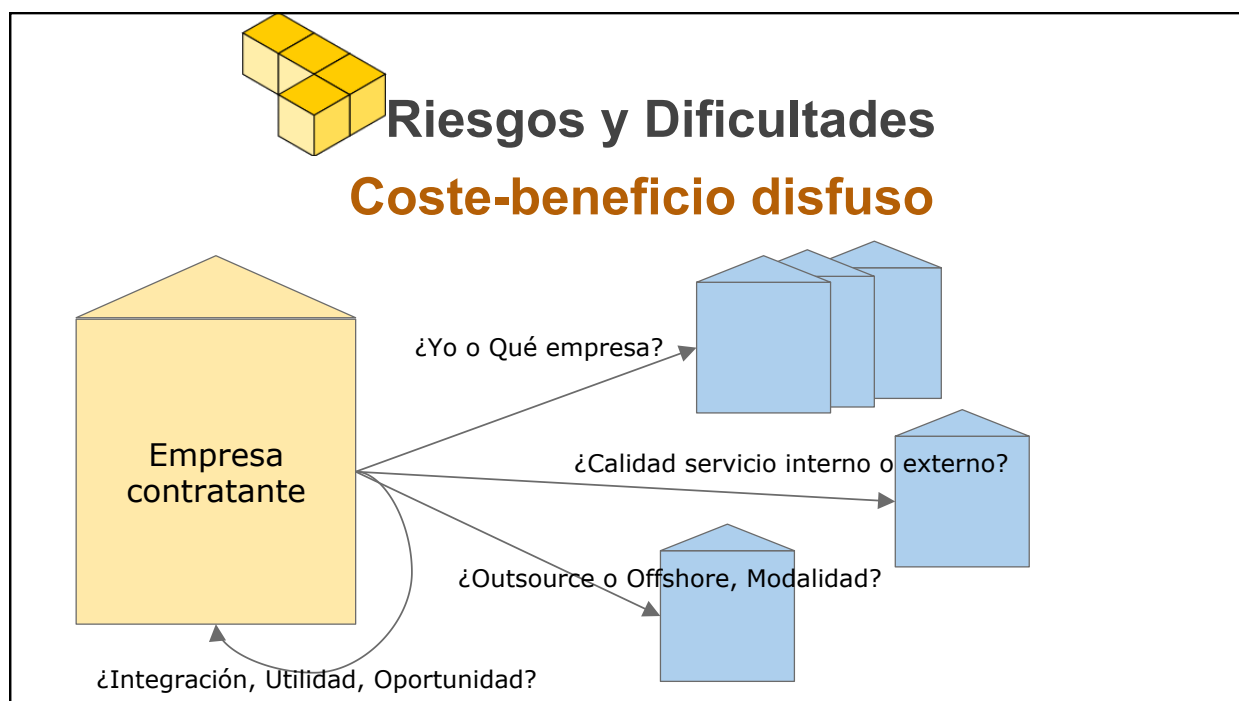 Riesgos y Dificultades
Coste-beneficio disfuso
¿Yo o Qué empresa?
Empresa
contratante
¿Calidad servicio interno o externo?
¿Outsource o Offshore, Modalidad?
¿Integración, Utilidad, Oportunidad?